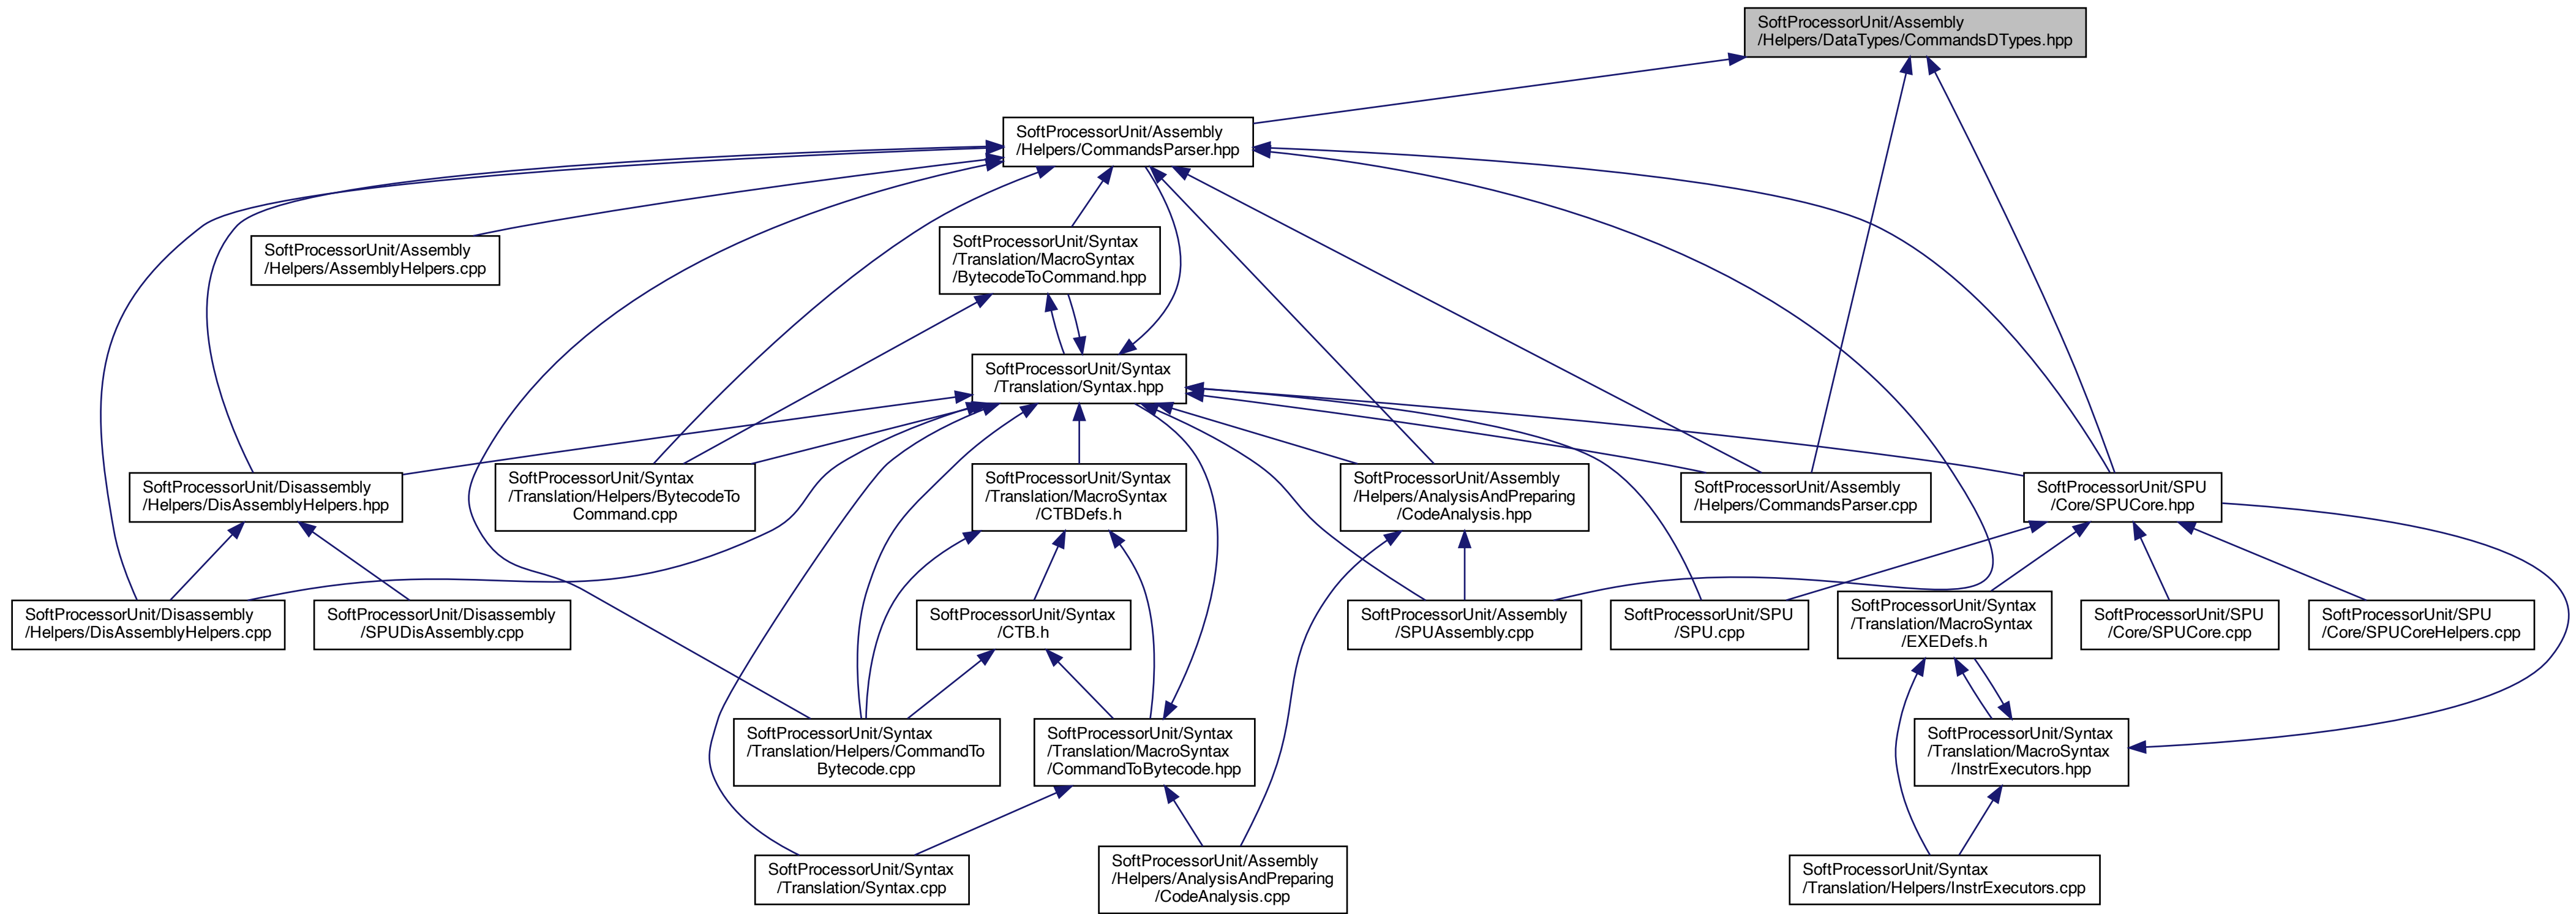 SoftProcessorUnit/Assembly
/Helpers/DataTypes/CommandsDTypes.hpp
SoftProcessorUnit/Assembly
/Helpers/CommandsParser.hpp
SoftProcessorUnit/Assembly
/Helpers/AssemblyHelpers.cpp
SoftProcessorUnit/Syntax
/Translation/MacroSyntax
/BytecodeToCommand.hpp
SoftProcessorUnit/Syntax
/Translation/Syntax.hpp
SoftProcessorUnit/Disassembly
/Helpers/DisAssemblyHelpers.hpp
SoftProcessorUnit/Syntax
/Translation/Helpers/BytecodeTo
Command.cpp
SoftProcessorUnit/Syntax
/Translation/MacroSyntax
/CTBDefs.h
SoftProcessorUnit/Assembly
/Helpers/AnalysisAndPreparing
/CodeAnalysis.hpp
SoftProcessorUnit/Assembly
/Helpers/CommandsParser.cpp
SoftProcessorUnit/SPU
/Core/SPUCore.hpp
SoftProcessorUnit/Disassembly
/Helpers/DisAssemblyHelpers.cpp
SoftProcessorUnit/Disassembly
/SPUDisAssembly.cpp
SoftProcessorUnit/Syntax
/CTB.h
SoftProcessorUnit/Assembly
/SPUAssembly.cpp
SoftProcessorUnit/SPU
/SPU.cpp
SoftProcessorUnit/Syntax
/Translation/MacroSyntax
/EXEDefs.h
SoftProcessorUnit/SPU
/Core/SPUCore.cpp
SoftProcessorUnit/SPU
/Core/SPUCoreHelpers.cpp
SoftProcessorUnit/Syntax
/Translation/Helpers/CommandTo
Bytecode.cpp
SoftProcessorUnit/Syntax
/Translation/MacroSyntax
/CommandToBytecode.hpp
SoftProcessorUnit/Syntax
/Translation/MacroSyntax
/InstrExecutors.hpp
SoftProcessorUnit/Syntax
/Translation/Syntax.cpp
SoftProcessorUnit/Assembly
/Helpers/AnalysisAndPreparing
/CodeAnalysis.cpp
SoftProcessorUnit/Syntax
/Translation/Helpers/InstrExecutors.cpp